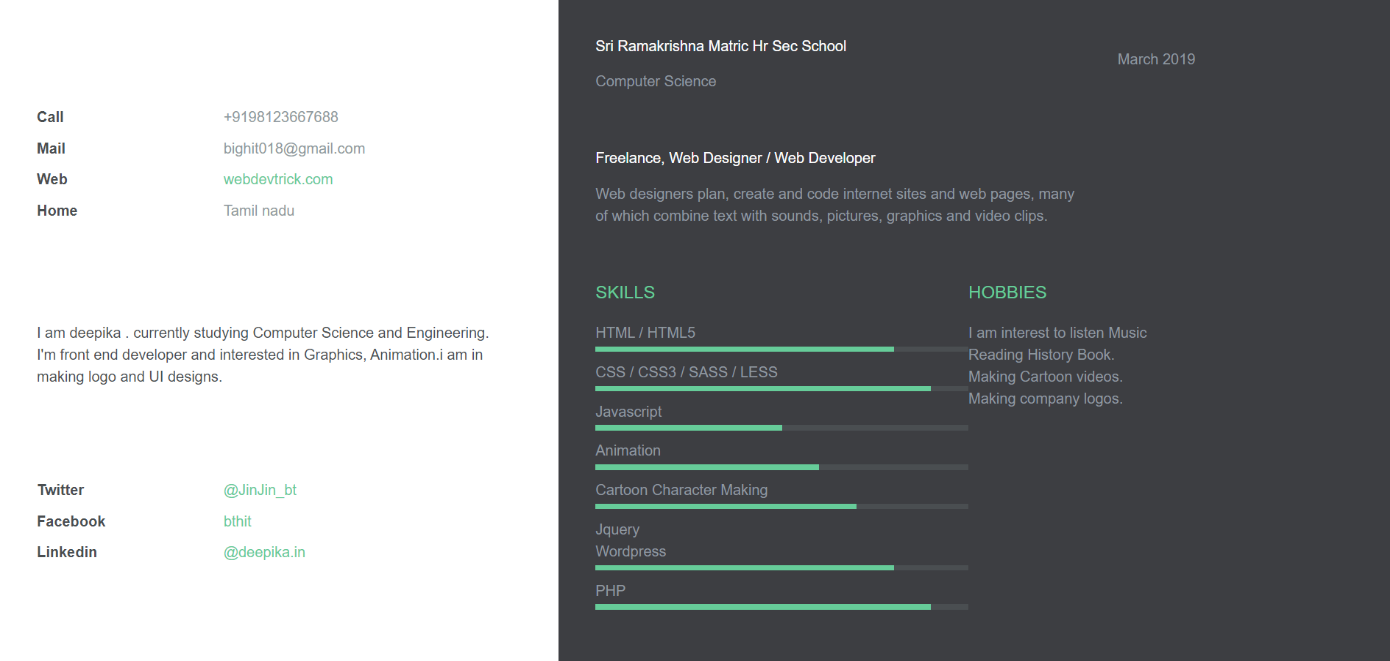 Call +9198123667688
Mail bighit018@gmail.com
Web webdevtrick.com
Home Tamil nadu
I am deepika . currently studying Computer Science and Engineering.
I'm front end developer and interested in Graphics, Animation.i am in
making logo and UI designs.
Twitter @JinJin_bt
Facebook bthit
Linkedin @deepika.in
Sri Ramakrishna Matric Hr Sec School
March 2019
Computer Science
Freelance, Web Designer / Web Developer
Web designers plan, create and code internet sites and web pages, many
of which combine text with sounds, pictures, graphics and video clips.
SKILLS
HTML / HTML5
CSS / CSS3 / SASS / LESS
Javascript
Animation
Cartoon Character Making
Jquery
Wordpress
PHP
HOBBIES
I am interest to listen Music
Reading History Book.
Making Cartoon videos.
Making company logos.